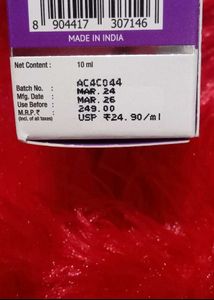 8 904417 307146
MADE IN INDIA
Net Content : 10 ml
Batch No. : AC4C044
Mfg. Date : MAR.24
Use Before : MAR.26
M.R.P.₹ : 249.00
(Incl. of all taxes) USP ₹24.90/ml